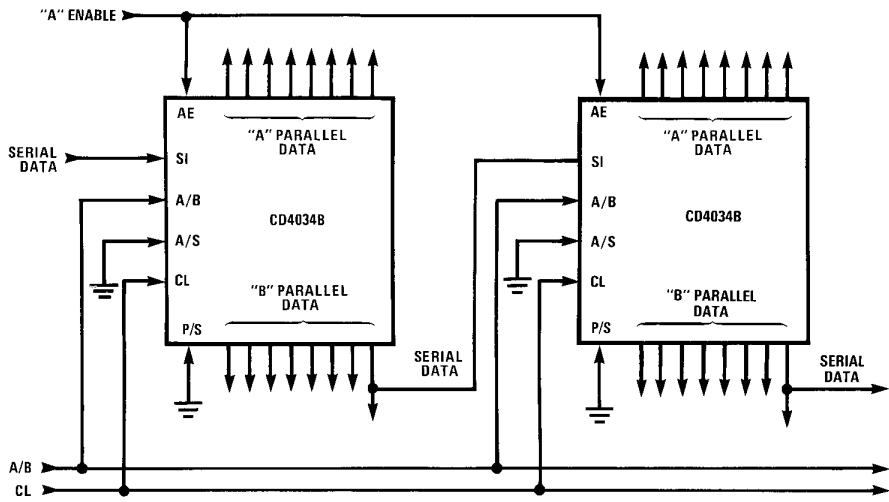 "A" ENABLE
AE
"A" PARALLEL
DATA
SERIAL
DATA
SI
A/B
CD4034B
A/S
CL
"B" PARALLEL
DATA
P/S
SERIAL
DATA
AE
"A" PARALLEL
DATA
SI
A/B
CD4034B
A/S
CL
"B" PARALLEL
DATA
P/S
SERIAL
DATA
A/B
CL